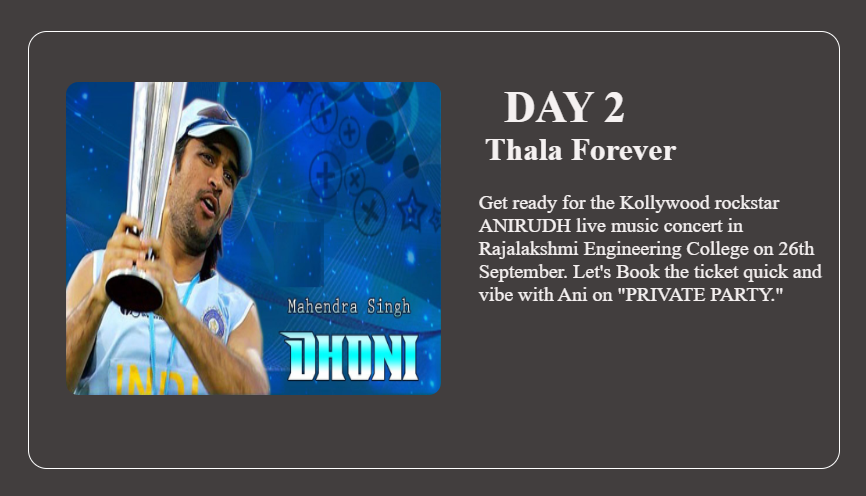 DAY 2
Thala Forever
Get ready for the Kollywood rockstar
ANIRUDH live music concert in
Rajalakshmi Engineering College on 26th
September. Let's Book the ticket quick and
vibe with Ani on "PRIVATE PARTY."
Mahendra Singh
DHONI
INDI